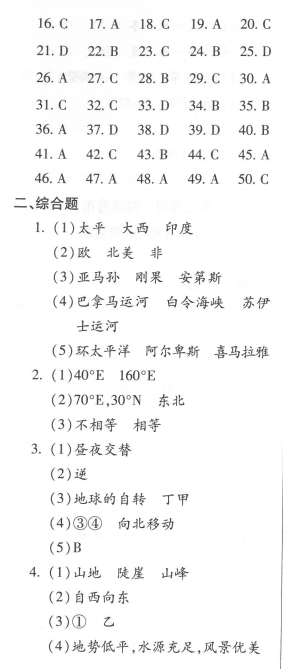 16. C 17. A 18. C 19. A 20. C
21. D 22. B 23. C 24. B 25. D
26. A 27. C 28. B 29. C 30. A
31. C 32. C 33. D 34. B 35. B
36. A 37. D 38. D 39. D 40. B
41. A 42. C 43. B 44. C 45. A
46. A 47. A 48. A 49. A 50. C
二、综合题
1. (1)太平 大西 印度
(2)欧 北美 非
(3)亚马孙 刚果 安第斯
(4)巴拿马运河 白令海峡 苏伊
士运河
(5)环太平洋 阿尔卑斯 喜马拉雅
2. (1)40°E 160°E
(2)70°E,30°N 东北
(3)不相等 相等
3. (1)昼夜交替
(2)逆
(3)地球的自转 丁甲
(4)③④ 向北移动
(5)B
4. (1)山地 陡崖 山峰
(2)自西向东
(3)① 乙
(4)地势低平,水源充足,风景优美